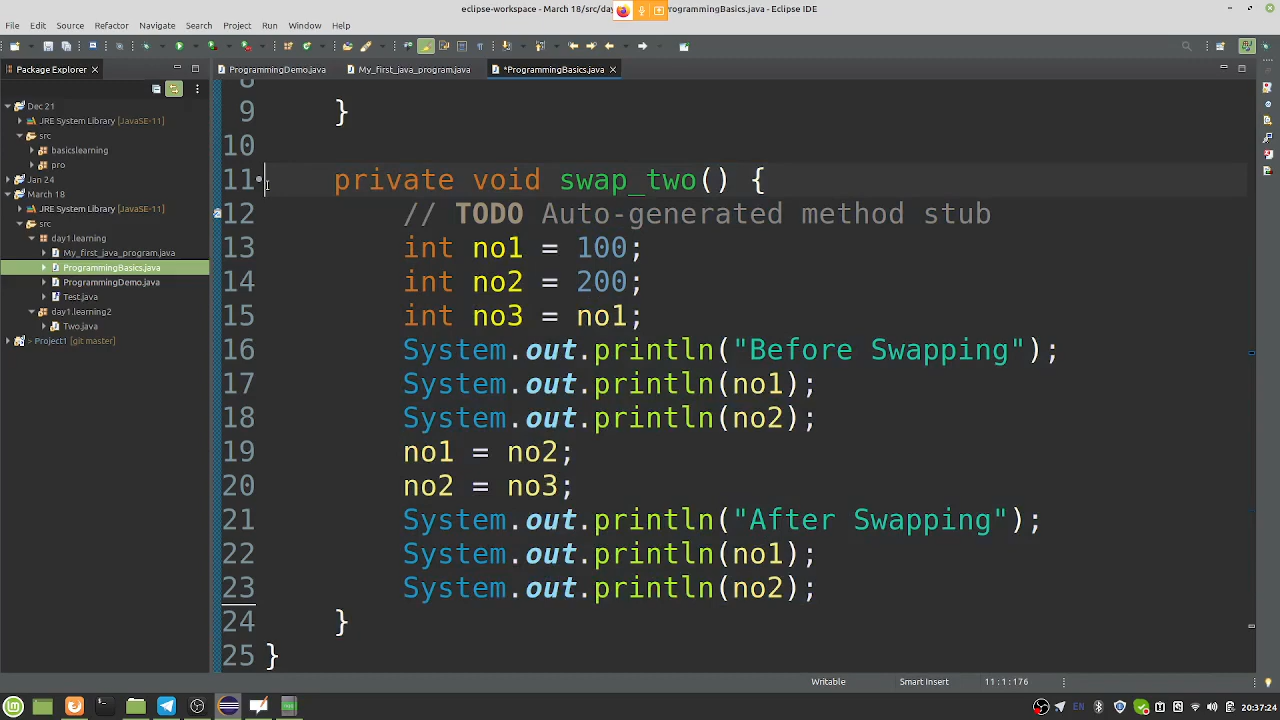 eclipse-workspace - March 18/src/da
rogrammingBasics.java - Eclipse IDE
File Edit Source Refactor Navigate Search Project Run Window Help
Package Explorer
ProgrammingDemo.java
My_first_java_program.java
*ProgrammingBasics.java
Dec 21
JRE System Library [JavaSE-11]
src
basicslearning
pro
Jan 24
March 18
JRE System Library [JavaSE-11]
src
day1.learning
My_first_java_program.java
ProgrammingBasics.java
ProgrammingDemo.java
Test.java
day1.learning2
Two.java
> Project1 [git master]
8
9 }
10
11 private void swap_two() {
12 // TODO Auto-generated method stub
13 int no1 = 100;
14 int no2 = 200;
15 int no3 = no1;
16 System.out.println("Before Swapping");
17 System.out.println(no1);
18 System.out.println(no2);
19 no1 = no2;
20 no2 = no3;
21 System.out.println("After Swapping");
22 System.out.println(no1);
23 System.out.println(no2);
24 }
25 }
Writable
Smart Insert
11 : 1 : 176
EN
20:37:24